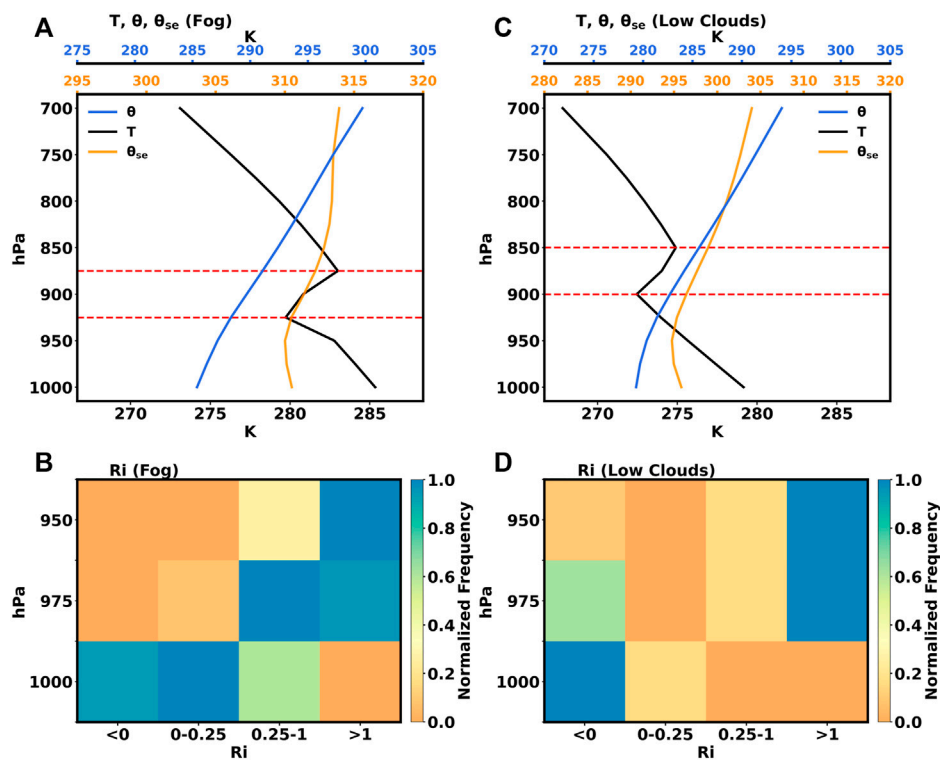 A
T, θ, θse (Fog)
K
275 280 285 290 295 300 305
295 300 305 310 315 320
θ
T
θse
700
750
800
850
900
950
1000
hPa
270 275 280 285
K
C
T, θ, θse (Low Clouds)
K
270 275 280 285 290 295 300 305
280 285 290 295 300 305 310 315 320
θ
T
θse
700
750
800
850
900
950
1000
hPa
270 275 280 285
K
B
Ri (Fog)
950
975
1000
hPa
<0 0-0.25 0.25-1 >1
Ri
1.0
0.8
0.6
0.4
0.2
0.0
Normalized Frequency
D
Ri (Low Clouds)
950
975
1000
hPa
<0 0-0.25 0.25-1 >1
Ri
1.0
0.8
0.6
0.4
0.2
0.0
Normalized Frequency